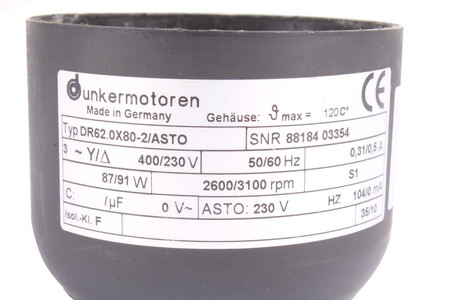 dunkermotoren
Made in Germany Gehäuse: ϑ max = 120C° CE
Typ DR62.0X80-2/ASTO SNR 88184 03354
3 ~ Y/Δ 400/230 V 50/60 Hz 0,31/0,5 A
87/91 W 2600/3100 rpm S1
C: /µF 0 V~ ASTO: 230 V HZ 104/0 mA
Isol.-Kl. F 35/10